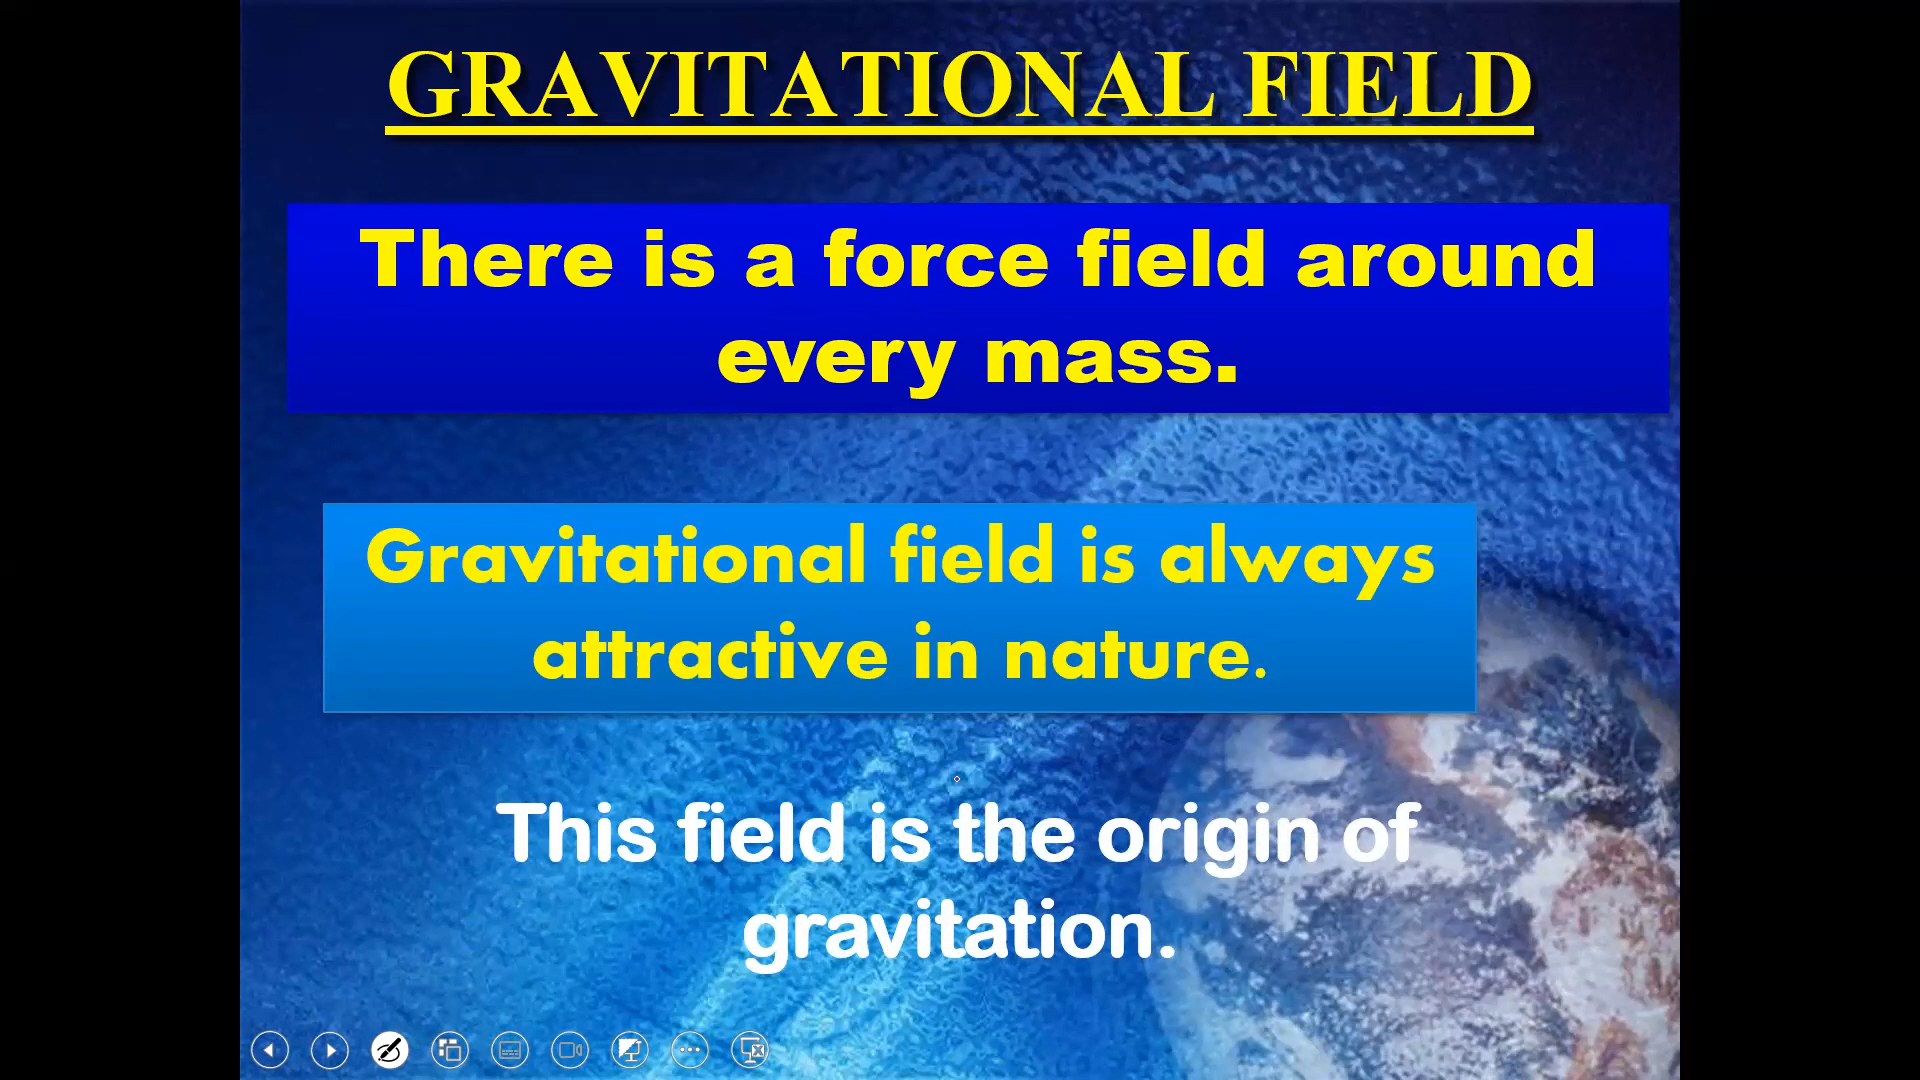 GRAVITATIONAL FIELD
There is a force field around
every mass.
Gravitational field is always
attractive in nature.
This field is the origin of
gravitation.